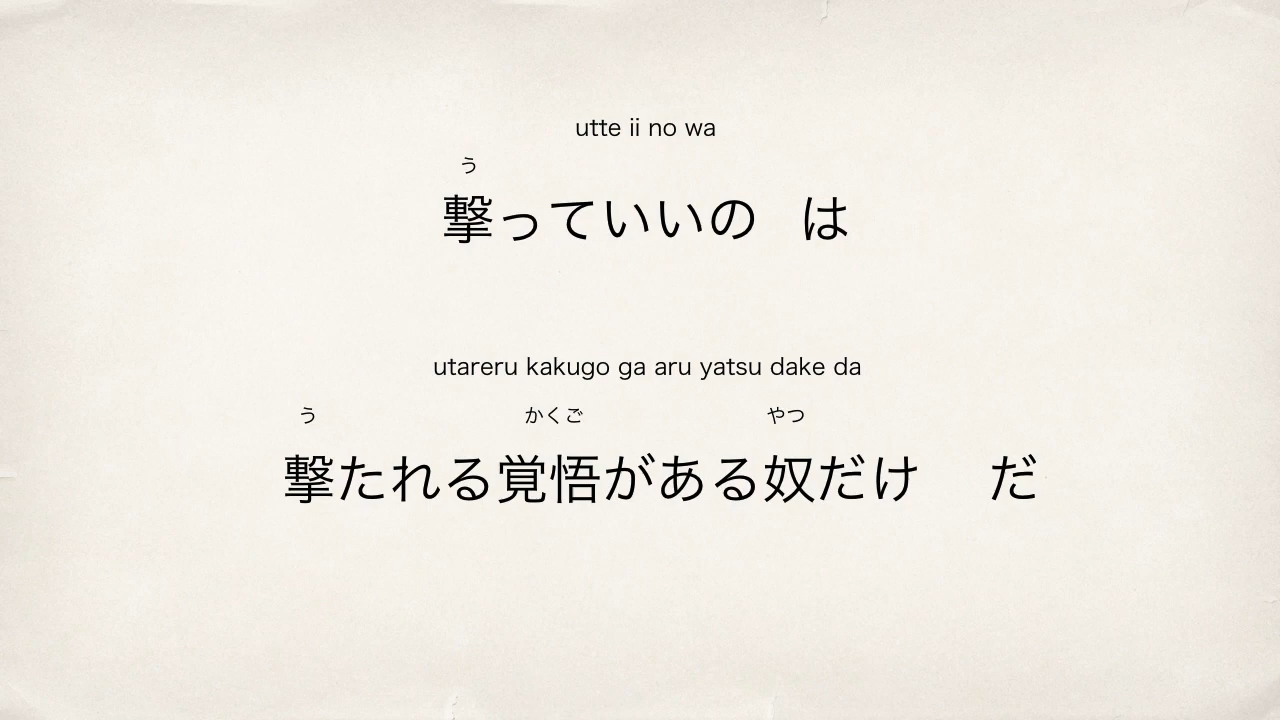 utte ii no wa
う
撃っていいの は
utareru kakugo ga aru yatsu dake da
う かくご やつ
撃たれる覚悟がある奴だけ だ